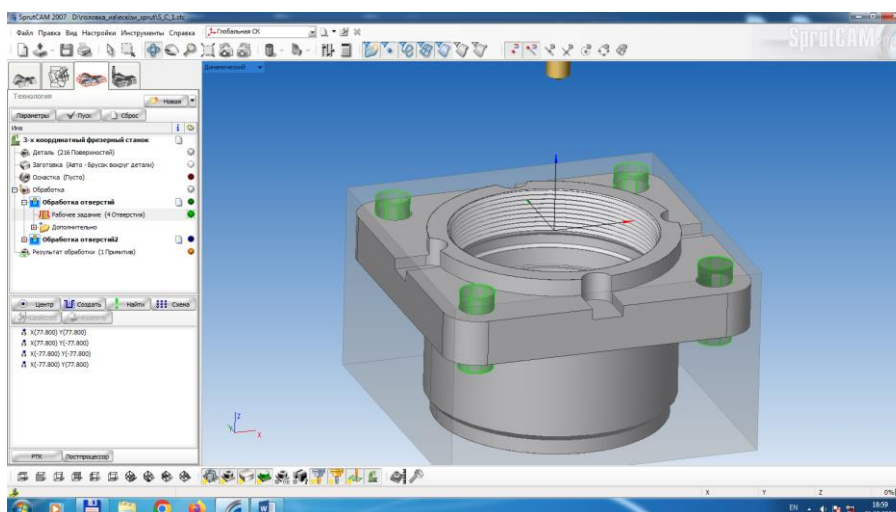 SprutCAM 2007 D:\головка_ив\ескізи_sprut\S_C_1.stc
Файл Правка Вид Настройки Инструменты Справка
Глобальная СК
SprutCAM
Динамический
Технология
Новая
Параметры Пуск Сброс
Имя
3-х координатный фрезерный станок
Деталь (216 Поверхностей)
Заготовка (Авто - Брусок вокруг детали)
Оснастка (Пусто)
Обработка
Обработка отверстий
Рабочее задание (4 Отверстия)
Дополнительно
Обработка отверстий2
Результат обработки (1 Примитив)
Центр Создать Найти Схема
X(77.800) Y(77.800)
X(77.800) Y(-77.800)
X(-77.800) Y(-77.800)
X(-77.800) Y(77.800)
Z
Y
X
РТК Постпроцессор
X Y Z 0%
EN 18:59